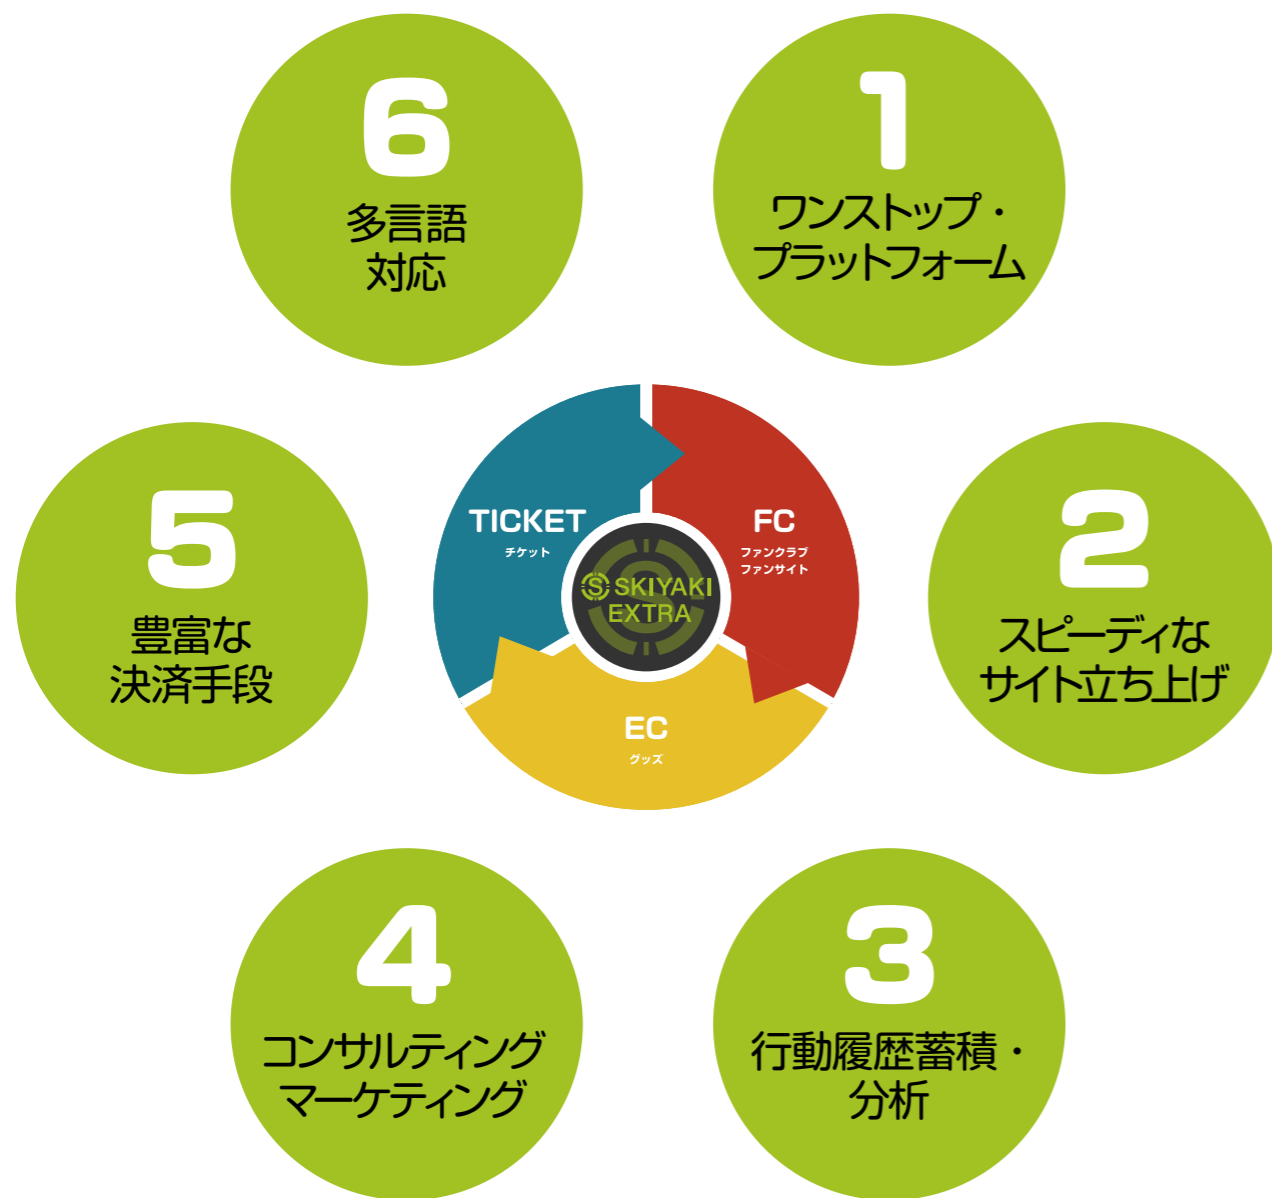 6
多言語
対応
1
ワンストップ・
プラットフォーム
5
豊富な
決済手段
TICKET
チケット
FC
ファンクラブ
ファンサイト
S SKIYAKI
EXTRA
EC
グッズ
2
スピーディな
サイト立ち上げ
4
コンサルティング
マーケティング
3
行動履歴蓄積・
分析